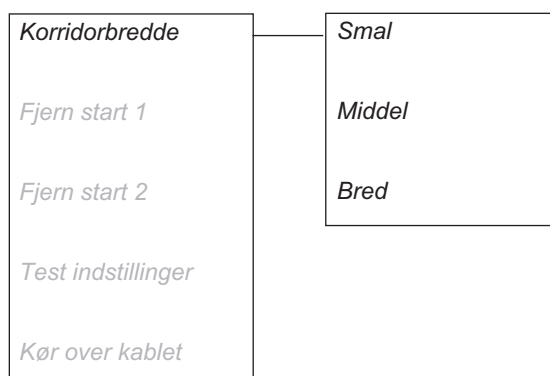 Korridorbredde
Fjern start 1
Fjern start 2
Test indstillinger
Kør over kablet
Smal
Middel
Bred